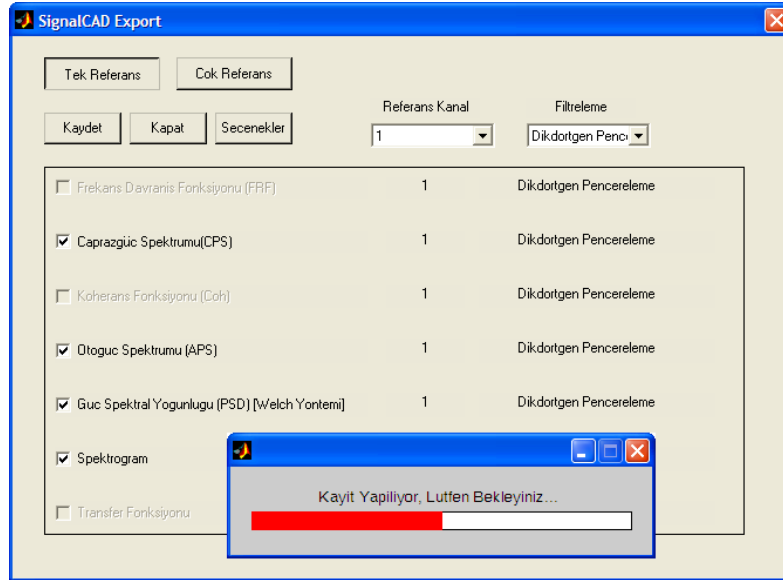 SignalCAD Export
Tek Referans Cok Referans
Referans Kanal Filtreleme
Kaydet Kapat Secenekler 1 Dikdortgen Penc
Frekans Davranis Fonksiyonu (FRF) 1 Dikdortgen Pencereleme
Caprazgüc Spektrumu(CPS) 1 Dikdortgen Pencereleme
Koherans Fonksiyonu (Coh) 1 Dikdortgen Pencereleme
Otoguc Spektrumu (APS) 1 Dikdortgen Pencereleme
Guc Spektral Yogunlugu (PSD) [Welch Yontemi] 1 Dikdortgen Pencereleme
Spektrogram
Kayit Yapiliyor, Lutfen Bekleyiniz...
Transfer Fonksiyonu